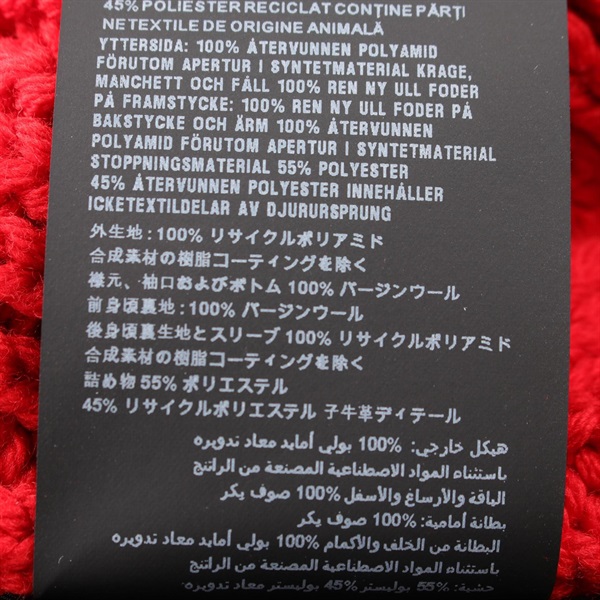 45% POLIESTER RECICLAT CONȚINE PĂRȚI
NETEXTILE DE ORIGINE ANIMALĂ
YTTERSIDA: 100% ÅTERVUNNEN POLYAMID
FÖRUTOM APERTUR I SYNTETMATERIAL KRAGE,
MANCHETT OCH FÅLL 100% REN NY ULL FODER
PÅ FRAMSTYCKE: 100% REN NY ULL FODER PÅ
BAKSTYCKE OCH ÄRM 100% ÅTERVUNNEN
POLYAMID FÖRUTOM APERTUR I SYNTETMATERIAL
STOPPNINGSMATERIAL 55% POLYESTER
45% ÅTERVUNNEN POLYESTER INNEHÅLLER
ICKETEXTILDELAR AV DJURURSPRUNG
外生地：100% リサイクルポリアミド
合成素材の樹脂コーティングを除く
襟元、袖口およびボトム 100% バージンウール
前身頃裏地：100% バージンウール
後身頃裏生地とスリーブ 100% リサイクルポリアミド
合成素材の樹脂コーティングを除く
詰め物 55% ポリエステル
45% リサイクルポリエステル 子牛革ディテール
هيكل خارجي: 100% بولي أمايد معاد تدويره
باستثناء المواد الاصطناعية المصنعة من الراتنج
الياقة والأرساغ والأسفل 100% صوف بكر
بطانة أمامية: 100% صوف بكر
البطانة من الخلف والأكمام 100% بولي أمايد معاد تدويره
باستثناء المواد الاصطناعية المصنعة من الراتنج
حشية: 55% بوليستر 45% بوليستر معاد تدويره